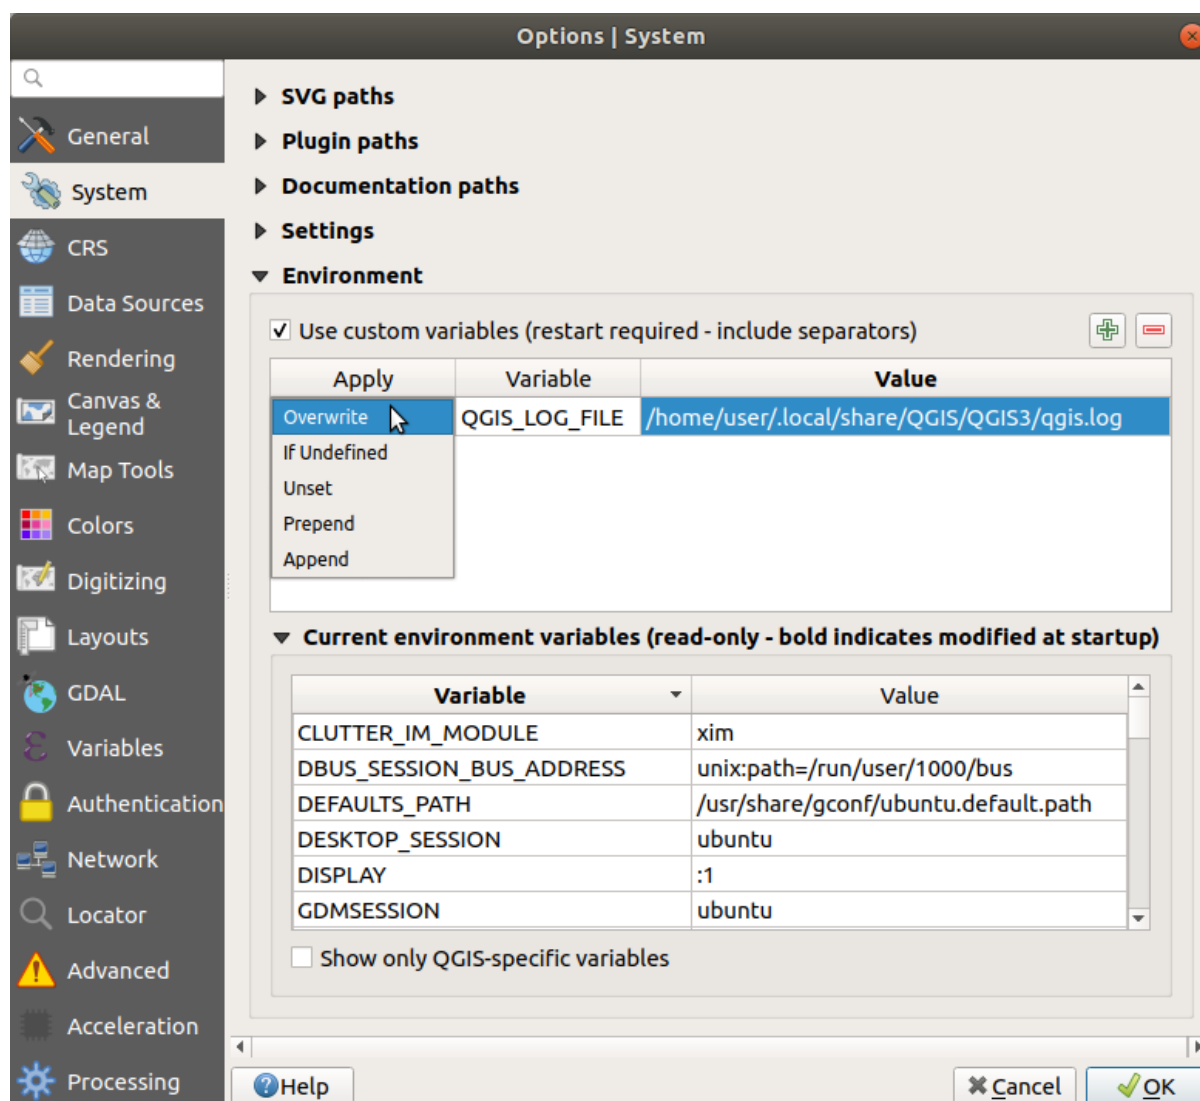 Options | System
General
System
CRS
Data Sources
Rendering
Canvas &
Legend
Map Tools
Colors
Digitizing
Layouts
GDAL
Variables
Authentication
Network
Locator
Advanced
Acceleration
Processing
SVG paths
Plugin paths
Documentation paths
Settings
Environment
Use custom variables (restart required - include separators)
Apply Variable Value
Overwrite QGIS_LOG_FILE /home/user/.local/share/QGIS/QGIS3/qgis.log
If Undefined
Unset
Prepend
Append
Current environment variables (read-only - bold indicates modified at startup)
Variable Value
CLUTTER_IM_MODULE xim
DBUS_SESSION_BUS_ADDRESS unix:path=/run/user/1000/bus
DEFAULTS_PATH /usr/share/gconf/ubuntu.default.path
DESKTOP_SESSION ubuntu
DISPLAY :1
GDMSESSION ubuntu
Show only QGIS-specific variables
Help Cancel OK